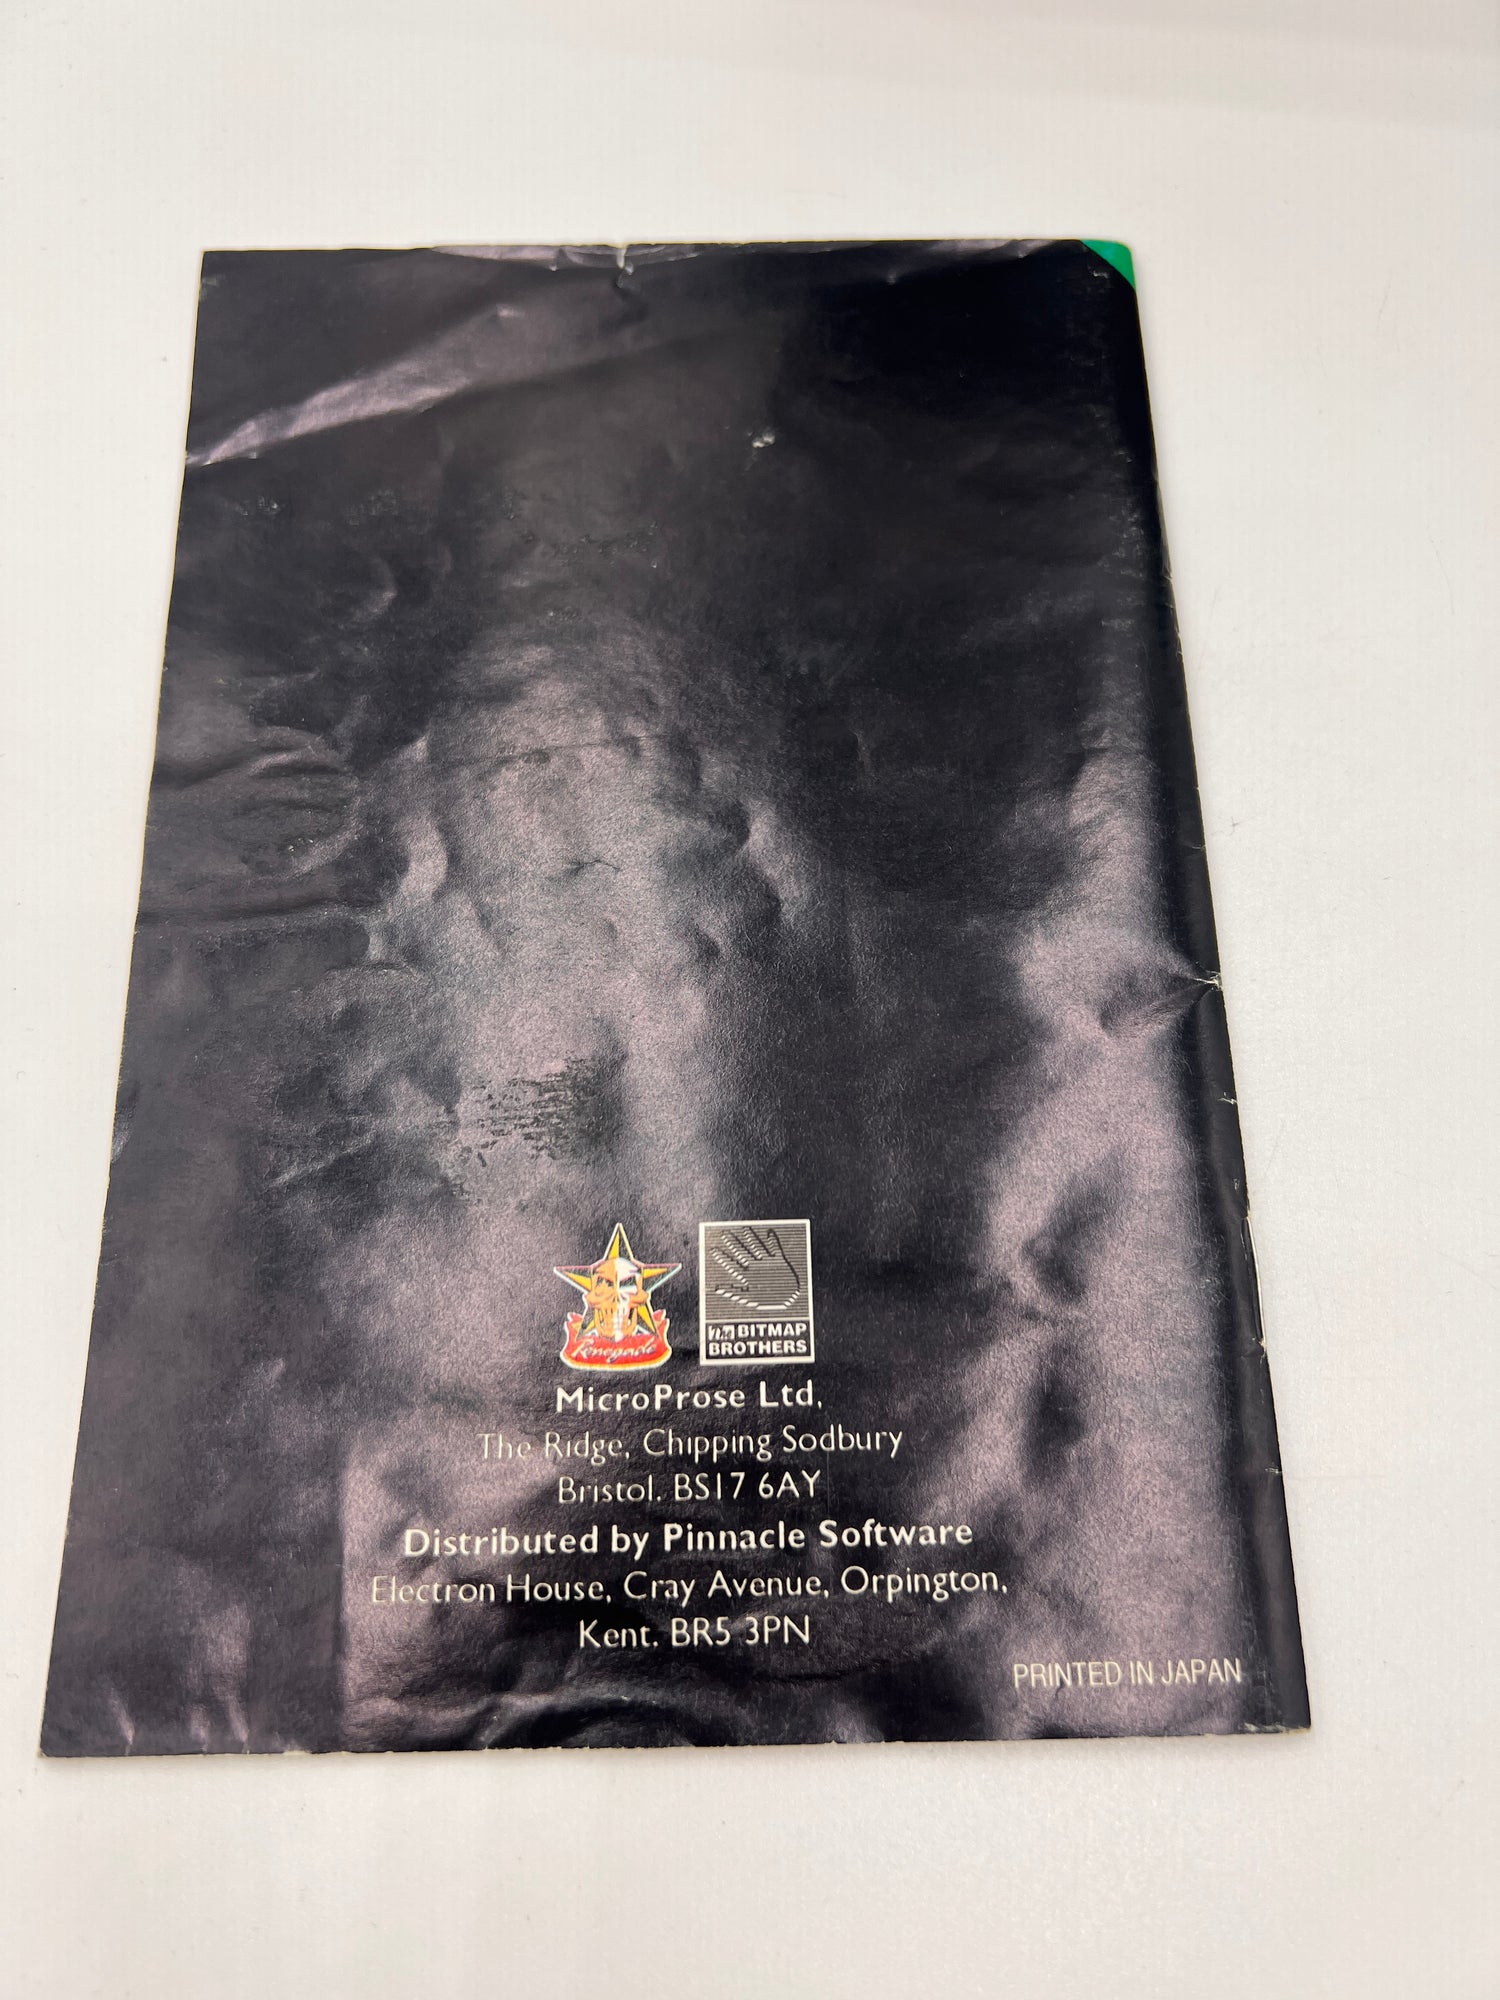 Renegade
THE BITMAP
BROTHERS
MicroProse Ltd,
The Ridge, Chipping Sodbury
Bristol. BS17 6AY
Distributed by Pinnacle Software
Electron House, Cray Avenue, Orpington,
Kent. BR5 3PN
PRINTED IN JAPAN